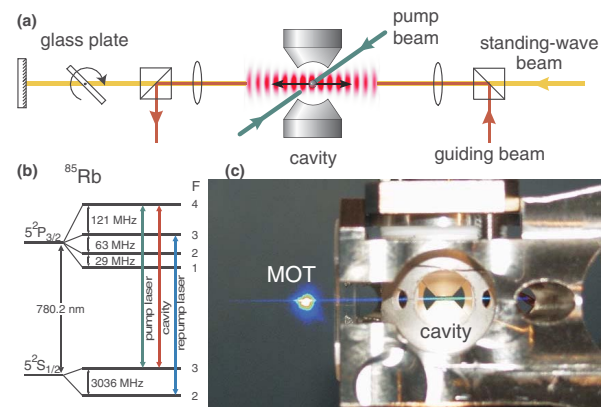 (a)
glass plate
pump
beam
standing-wave
beam
cavity
guiding beam
(b)
85Rb
F
4
121 MHz
5²P3/2
3
63 MHz
2
29 MHz
1
780.2 nm
pump laser
cavity
repump laser
5²S1/2
3
3036 MHz
2
(c)
MOT
cavity